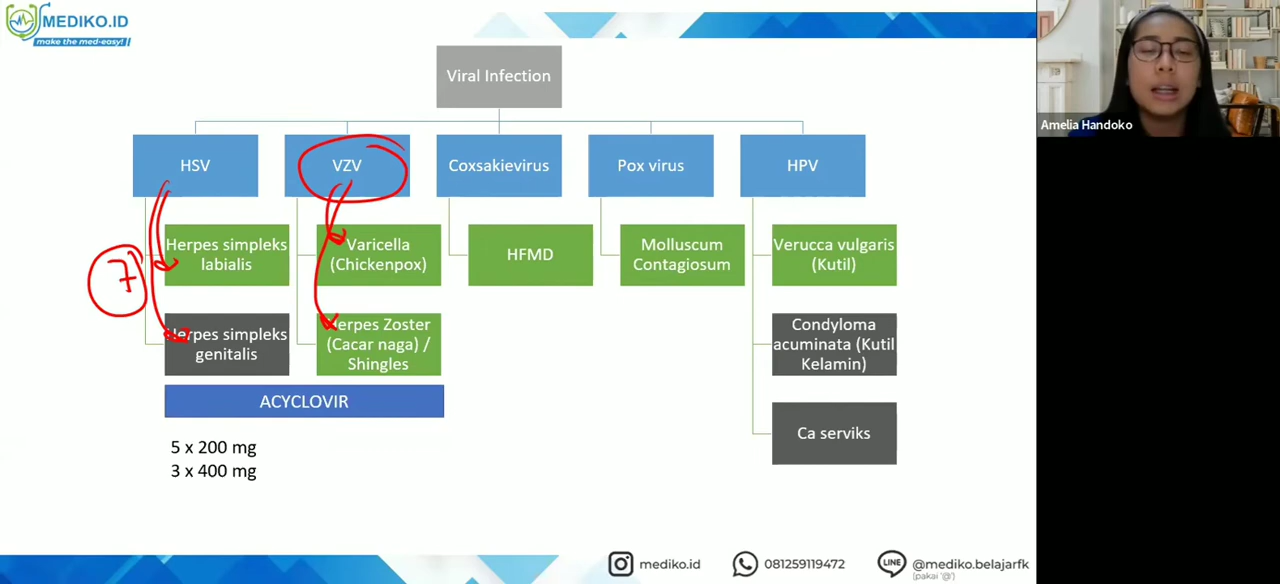 MEDIKO.ID
make the med-easy!
Viral Infection
HSV
VZV
Coxsakievirus
Pox virus
HPV
Herpes simpleks
labialis
Varicella
(Chickenpox)
HFMD
Molluscum
Contagiosum
Verucca vulgaris
(Kutil)
7
Herpes simpleks
genitalis
Herpes Zoster
(Cacar naga) /
Shingles
Condyloma
acuminata (Kutil
Kelamin)
ACYCLOVIR
Ca serviks
5 x 200 mg
3 x 400 mg
mediko.id
081259119472
LINE
@mediko.belajarfk
(pakai '@')
Amelia Handoko